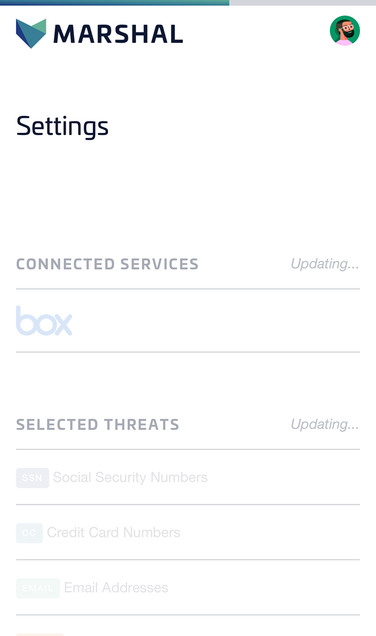 MARSHAL
Settings
CONNECTED SERVICES Updating...
box
SELECTED THREATS Updating...
SSN Social Security Numbers
CC Credit Card Numbers
EMAIL Email Addresses